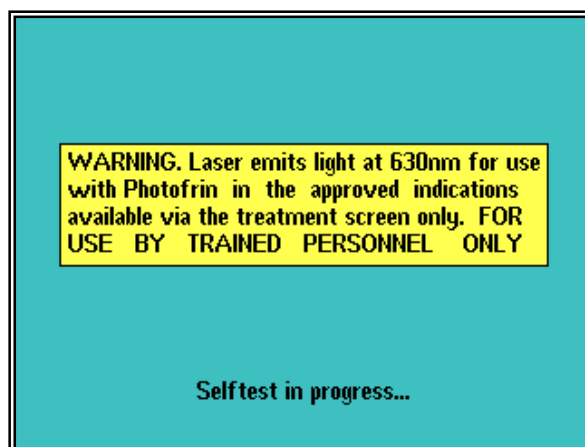 WARNING. Laser emits light at 630nm for use
with Photofrin in the approved indications
available via the treatment screen only. FOR
USE BY TRAINED PERSONNEL ONLY
Selftest in progress...